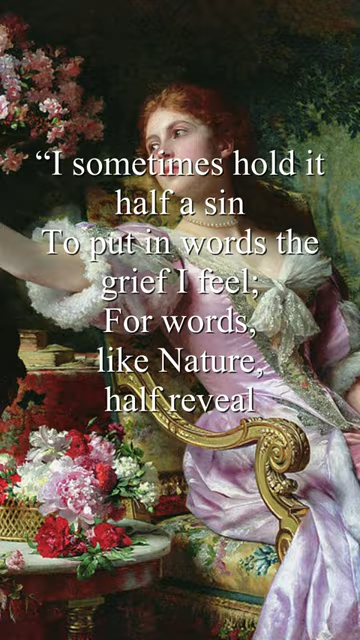 “I sometimes hold it
half a sin
To put in words the
grief I feel;
For words,
like Nature,
half reveal